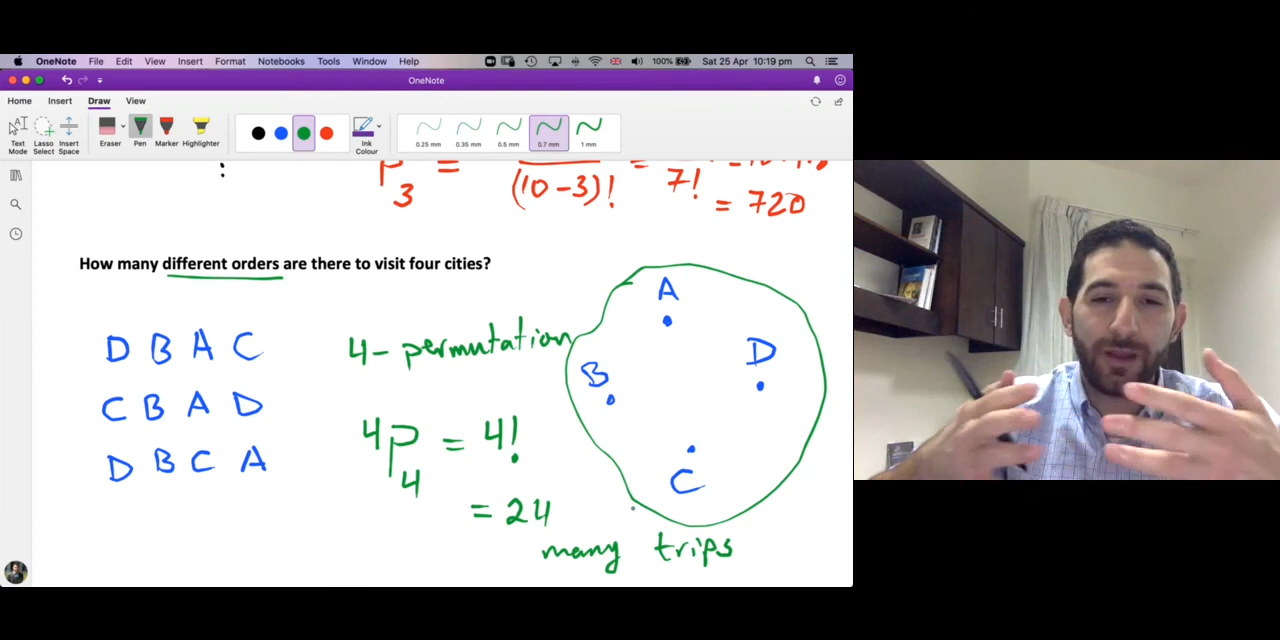 OneNote File Edit View Insert Format Notebooks Tools Window Help 100% Sat 25 Apr 10:19 pm
OneNote
Home Insert Draw View
Text Mode Lasso Select Insert Space Eraser Pen Marker Highlighter Ink Colour 0.25 mm 0.35 mm 0.5 mm 0.7 mm 1 mm
P 3 = (10-3)! = 7!
= 720
How many different orders are there to visit four cities?
A
D B A C
4-permutation
D
B
C B A D
4P4 = 4!
D B C A
C
= 24
many trips